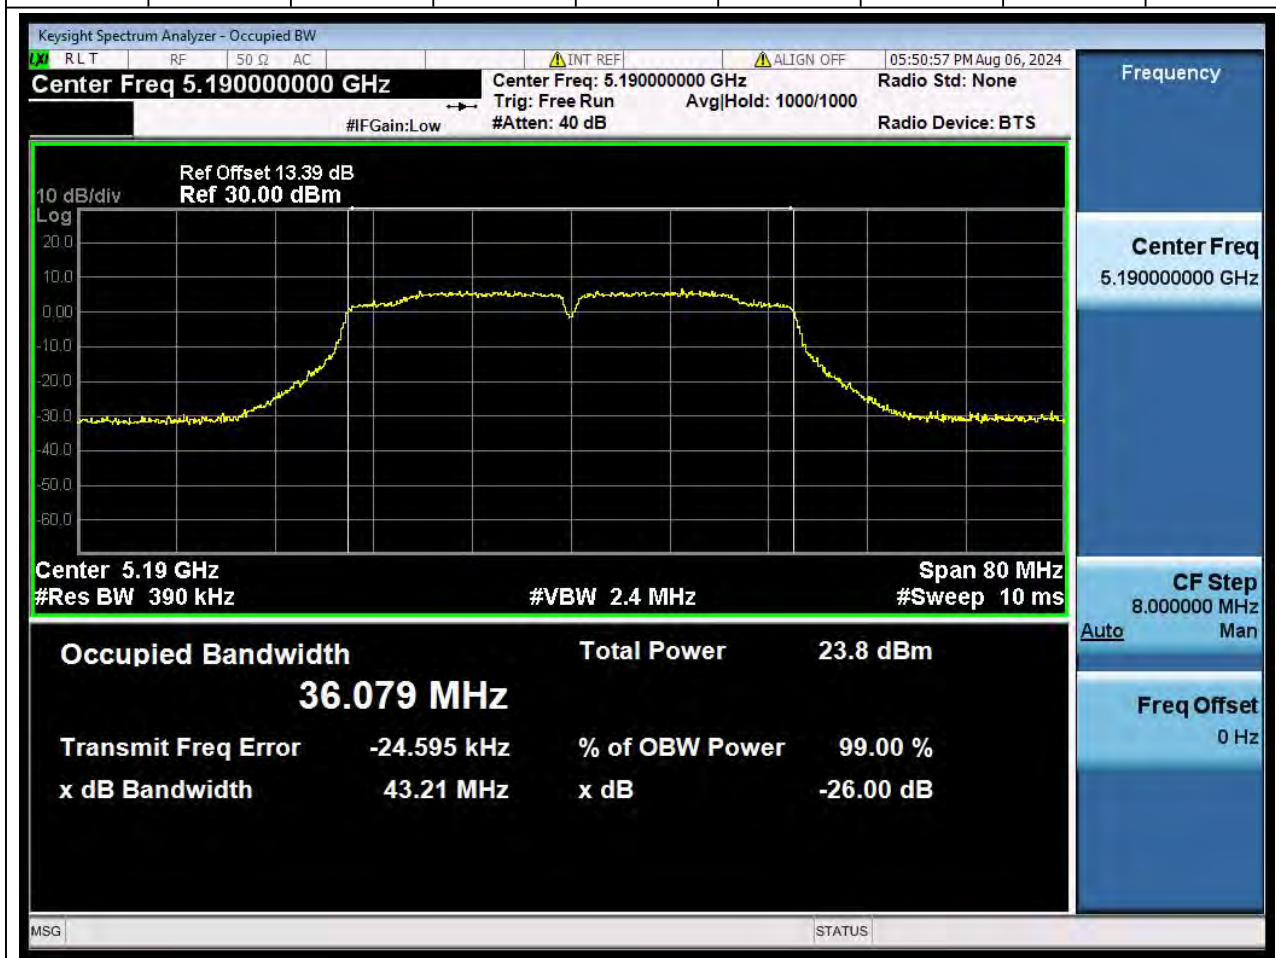 Keysight Spectrum Analyzer - Occupied BW
LXI RLT RF 50 Ω AC INT REF ALIGN OFF 05:50:57 PM Aug 06, 2024
Center Freq 5.190000000 GHz
Center Freq: 5.190000000 GHz Radio Std: None
Trig: Free Run Avg|Hold: 1000/1000
#IFGain:Low #Atten: 40 dB Radio Device: BTS
Ref Offset 13.39 dB
10 dB/div Ref 30.00 dBm
Log
20.0
10.0
0.00
-10.0
-20.0
-30.0
-40.0
-50.0
-60.0
Center 5.19 GHz Span 80 MHz
#Res BW 390 kHz #VBW 2.4 MHz #Sweep 10 ms
Occupied Bandwidth Total Power 23.8 dBm
36.079 MHz
Transmit Freq Error -24.595 kHz % of OBW Power 99.00 %
x dB Bandwidth 43.21 MHz x dB -26.00 dB
MSG STATUS
Frequency
Center Freq
5.190000000 GHz
CF Step
8.000000 MHz
Auto Man
Freq Offset
0 Hz